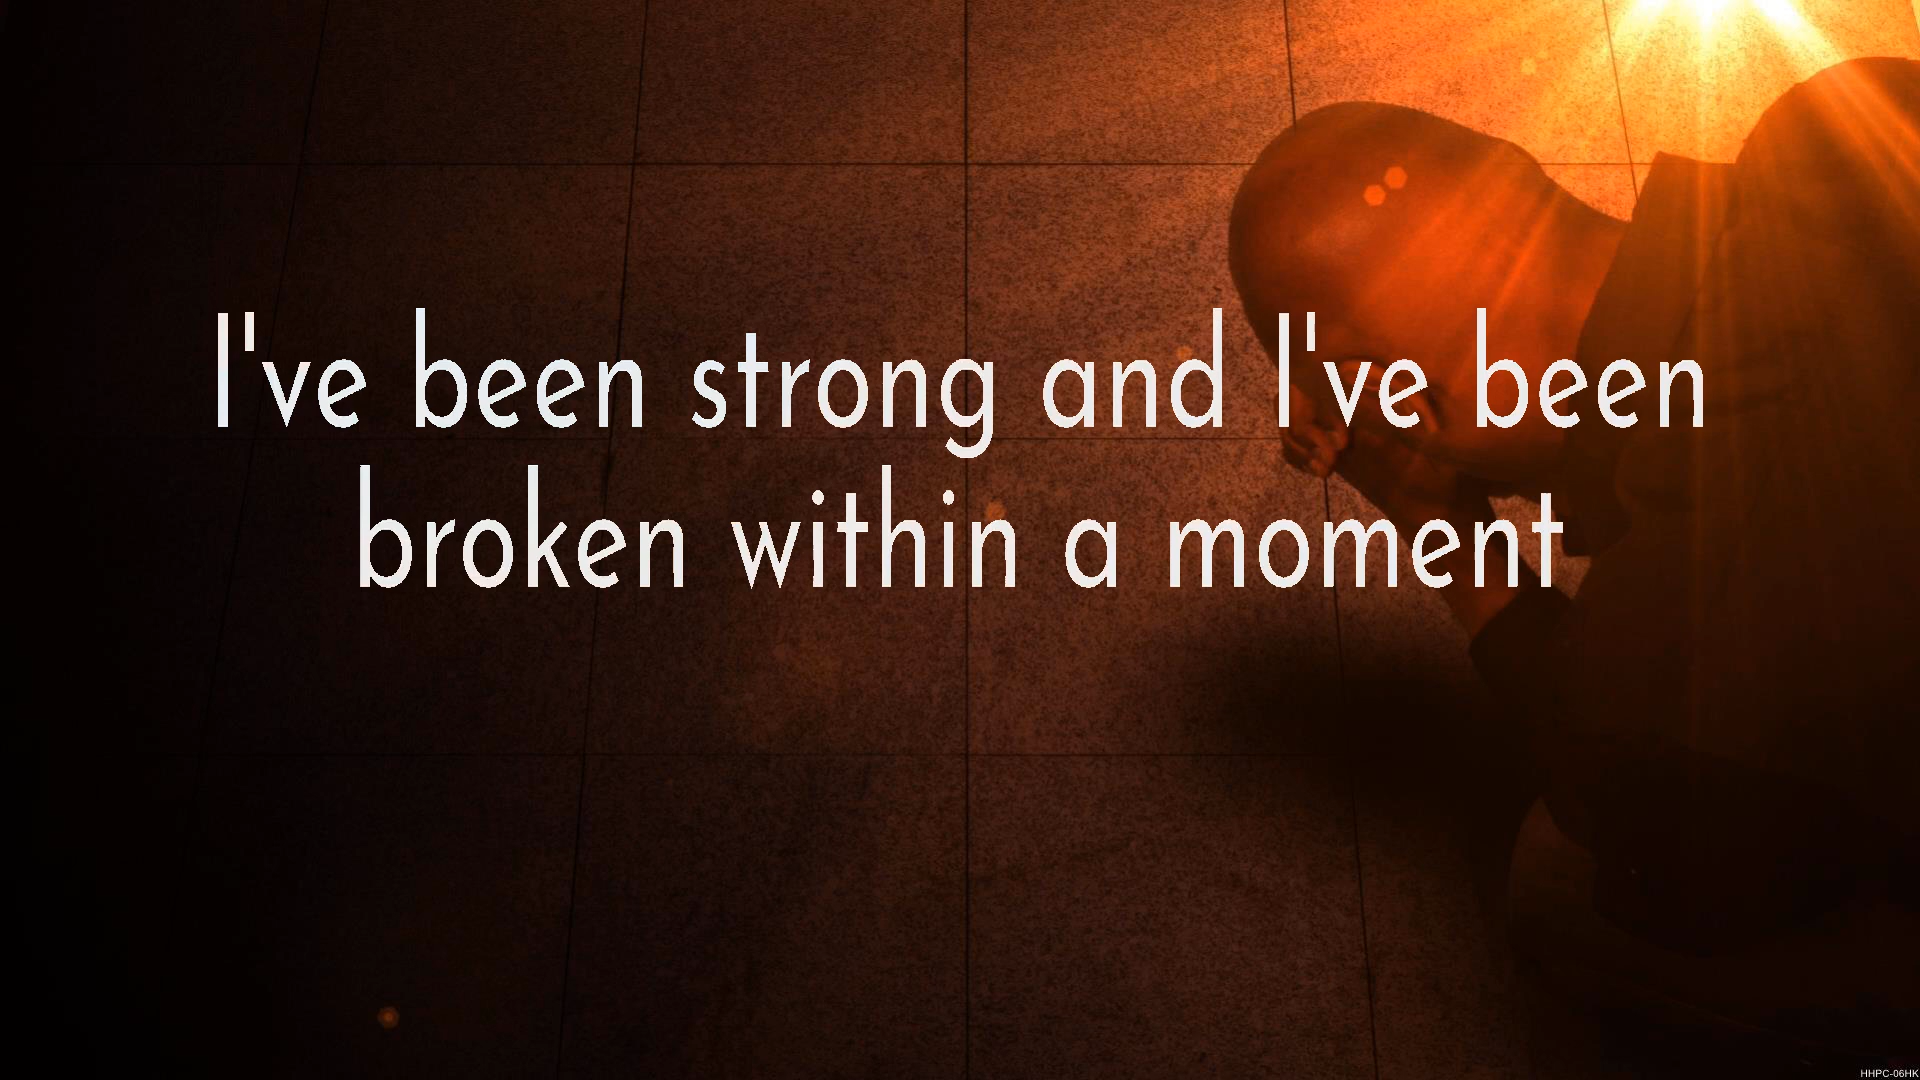 I've been strong and I've been
broken within a moment
HHPC-06HK